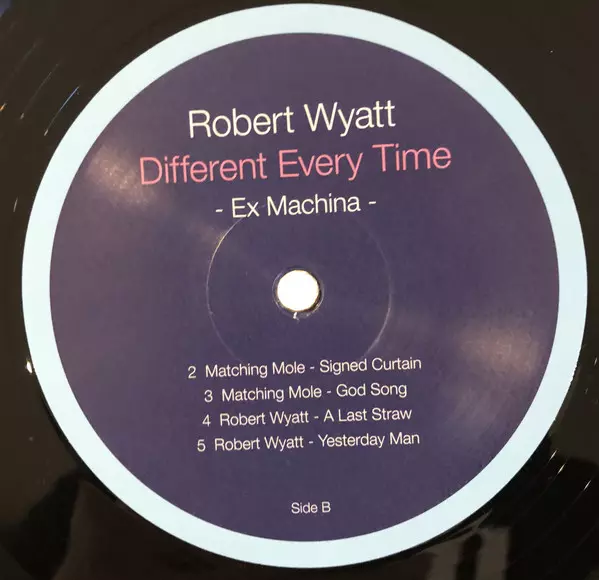 Robert Wyatt
Different Every Time
- Ex Machina -
2 Matching Mole - Signed Curtain
3 Matching Mole - God Song
4 Robert Wyatt - A Last Straw
5 Robert Wyatt - Yesterday Man
Side B